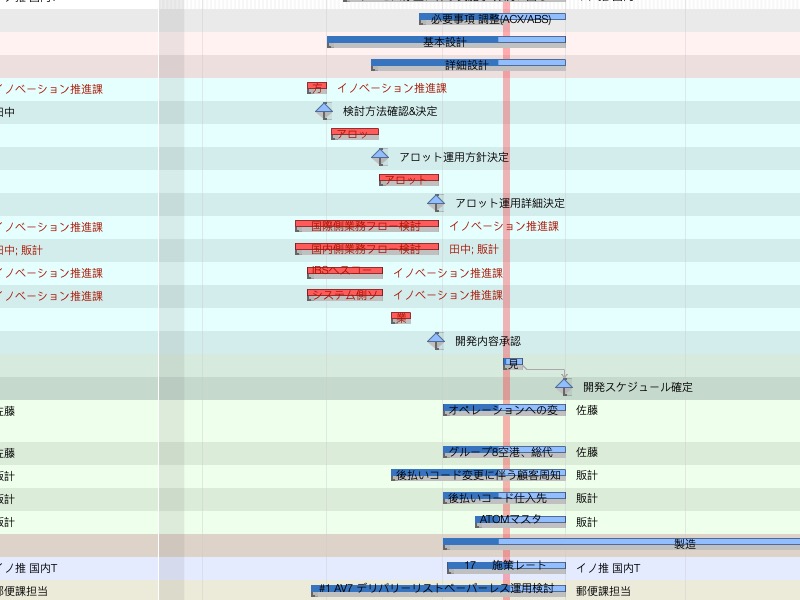 必要事項 調整(ACX/ABS)
基本設計
詳細設計
イノベーション推進課 方 イノベーション推進課
田中 検討方法確認&決定
アロッ
アロット運用方針決定
アロット
アロット運用詳細決定
イノベーション推進課 国際側業務フロー検討 イノベーション推進課
田中; 販計 国内側業務フロー検討 田中; 販計
イノベーション推進課 IBSへスコー イノベーション推進課
イノベーション推進課 システム側ソ イノベーション推進課
業
開発内容承認
見
開発スケジュール確定
佐藤 オペレーションへの変 佐藤
佐藤 グループ8空港、総代 佐藤
販計 後払いコード変更に伴う顧客周知 販計
販計 後払いコード仕入先 販計
販計 ATOMマスタ 販計
製造
イノ推 国内T 17 施策レート イノ推 国内T
郵便課担当 #1 AV7 デリバリーリストペーパーレス運用検討 郵便課担当